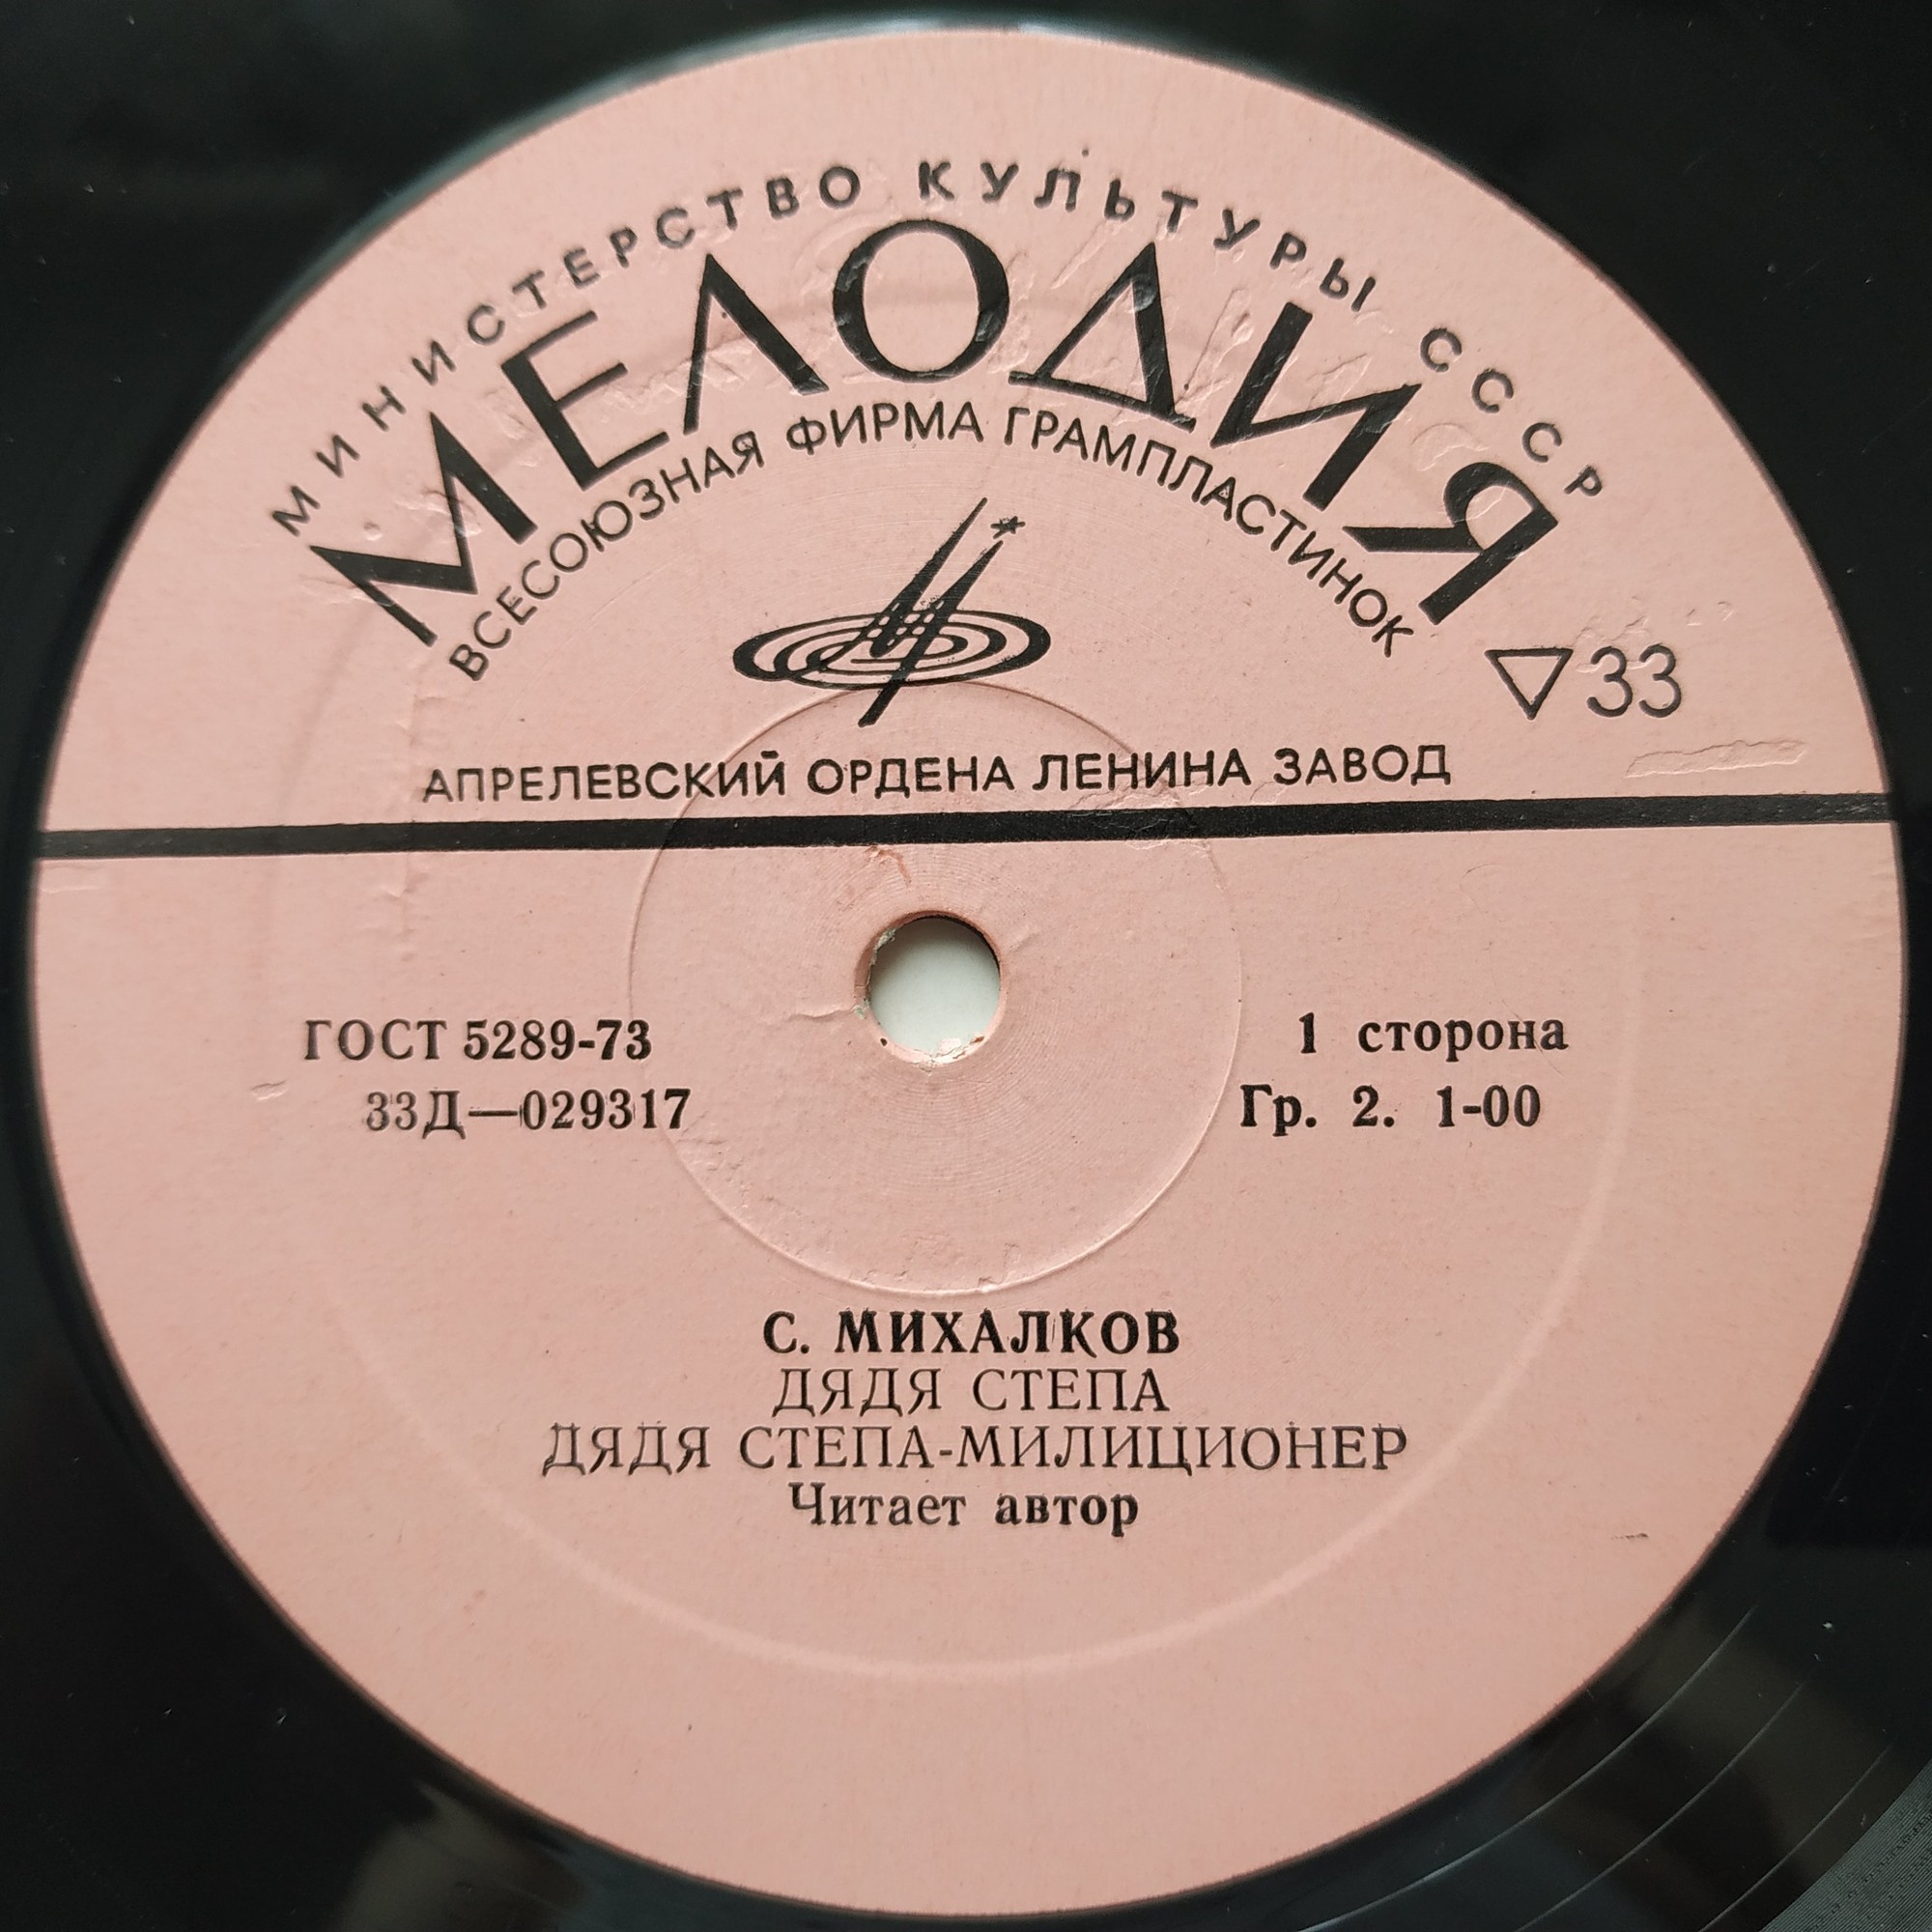 МИНИСТЕРСТВО КУЛЬТУРЫ СССР
МЕЛОДИЯ
ВСЕСОЮЗНАЯ ФИРМА ГРАМПЛАСТИНОК
▽33
АПРЕЛЕВСКИЙ ОРДЕНА ЛЕНИНА ЗАВОД
ГОСТ 5289-73
33Д—029317
1 сторона
Гр. 2. 1-00
С. МИХАЛКОВ
ДЯДЯ СТЕПА
ДЯДЯ СТЕПА-МИЛИЦИОНЕР
Читает автор